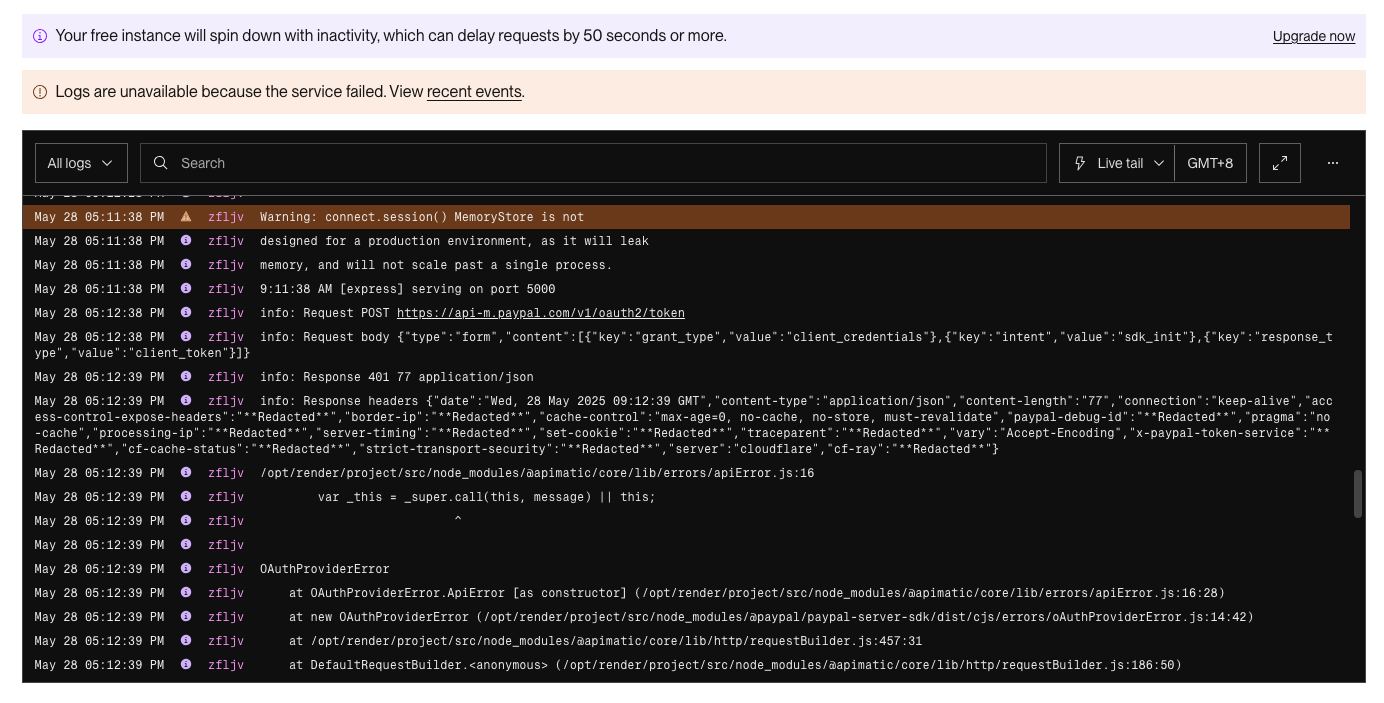 Your free instance will spin down with inactivity, which can delay requests by 50 seconds or more.
Upgrade now
Logs are unavailable because the service failed. View recent events.
All logs
Search
Live tail
GMT+8
May 28 05:11:38 PM zfljv Warning: connect.session() MemoryStore is not
May 28 05:11:38 PM zfljv designed for a production environment, as it will leak
May 28 05:11:38 PM zfljv memory, and will not scale past a single process.
May 28 05:11:38 PM zfljv 9:11:38 AM [express] serving on port 5000
May 28 05:12:38 PM zfljv info: Request POST https://api-m.paypal.com/v1/oauth2/token
May 28 05:12:38 PM zfljv info: Request body {"type":"form","content":[{"key":"grant_type","value":"client_credentials"},{"key":"intent","value":"sdk_init"},{"key":"response_t
ype","value":"client_token"}]}
May 28 05:12:39 PM zfljv info: Response 401 77 application/json
May 28 05:12:39 PM zfljv info: Response headers {"date":"Wed, 28 May 2025 09:12:39 GMT","content-type":"application/json","content-length":"77","connection":"keep-alive","acc
ess-control-expose-headers":"**Redacted**","border-ip":"**Redacted**","cache-control":"max-age=0, no-cache, no-store, must-revalidate","paypal-debug-id":"**Redacted**","pragma":"no
-cache","processing-ip":"**Redacted**","server-timing":"**Redacted**","set-cookie":"**Redacted**","traceparent":"**Redacted**","vary":"Accept-Encoding","x-paypal-token-service":"**
Redacted**","cf-cache-status":"**Redacted**","strict-transport-security":"**Redacted**","server":"cloudflare","cf-ray":"**Redacted**"}
May 28 05:12:39 PM zfljv /opt/render/project/src/node_modules/@apimatic/core/lib/errors/apiError.js:16
May 28 05:12:39 PM zfljv var _this = _super.call(this, message) || this;
May 28 05:12:39 PM zfljv ^
May 28 05:12:39 PM zfljv
May 28 05:12:39 PM zfljv OAuthProviderError
May 28 05:12:39 PM zfljv at OAuthProviderError.ApiError [as constructor] (/opt/render/project/src/node_modules/@apimatic/core/lib/errors/apiError.js:16:28)
May 28 05:12:39 PM zfljv at new OAuthProviderError (/opt/render/project/src/node_modules/@paypal/paypal-server-sdk/dist/cjs/errors/oAuthProviderError.js:14:42)
May 28 05:12:39 PM zfljv at /opt/render/project/src/node_modules/@apimatic/core/lib/http/requestBuilder.js:457:31
May 28 05:12:39 PM zfljv at DefaultRequestBuilder.<anonymous> (/opt/render/project/src/node_modules/@apimatic/core/lib/http/requestBuilder.js:186:50)